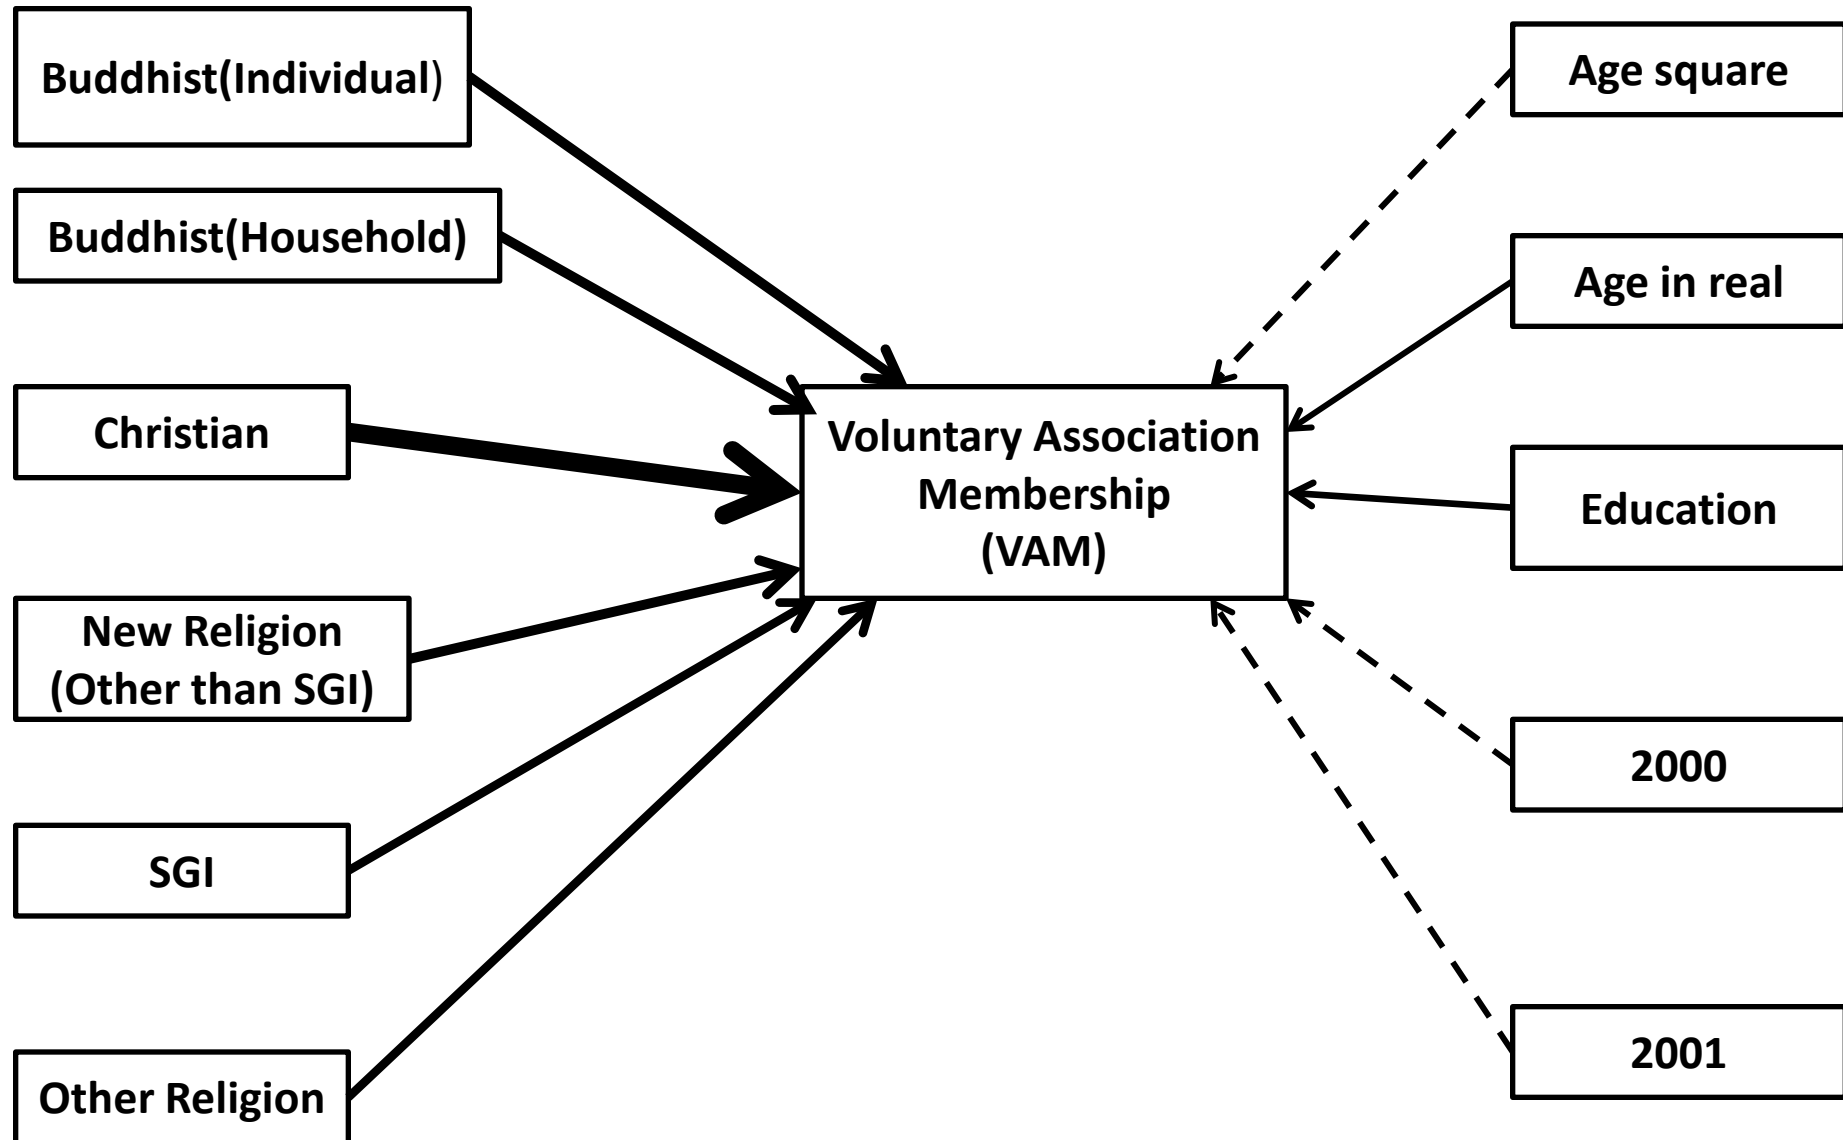 Buddhist(Individual)
Buddhist(Household)
Christian
New Religion
(Other than SGI)
SGI
Other Religion
Voluntary Association
Membership
(VAM)
Age square
Age in real
Education
2000
2001